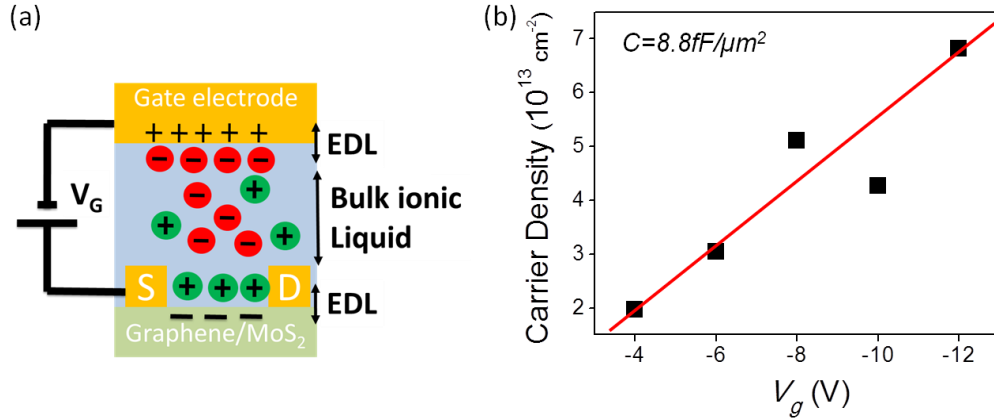 (a)
Gate electrode
+ + + + +
EDL
− − − −
− +
Bulk ionic
Liquid
V_G
−
+ − − +
S + + + D
EDL
− − −
Graphene/MoS₂
(b)
C=8.8fF/μm²
Carrier Density (10¹³ cm⁻²)
7
6
5
4
3
2
-4 -6 -8 -10 -12
V_g (V)